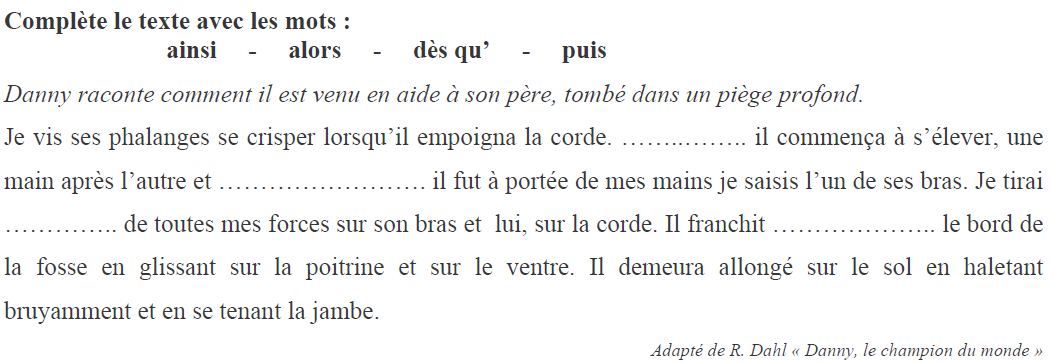 Complète le texte avec les mots :
ainsi - alors - dès qu’ - puis
Danny raconte comment il est venu en aide à son père, tombé dans un piège profond.
Je vis ses phalanges se crisper lorsqu’il empoigna la corde. ……..…….. il commença à s’élever, une
main après l’autre et ……………………. il fut à portée de mes mains je saisis l’un de ses bras. Je tirai
………….. de toutes mes forces sur son bras et lui, sur la corde. Il franchit ……………….. le bord de
la fosse en glissant sur la poitrine et sur le ventre. Il demeura allongé sur le sol en haletant
bruyamment et en se tenant la jambe.
Adapté de R. Dahl « Danny, le champion du monde »